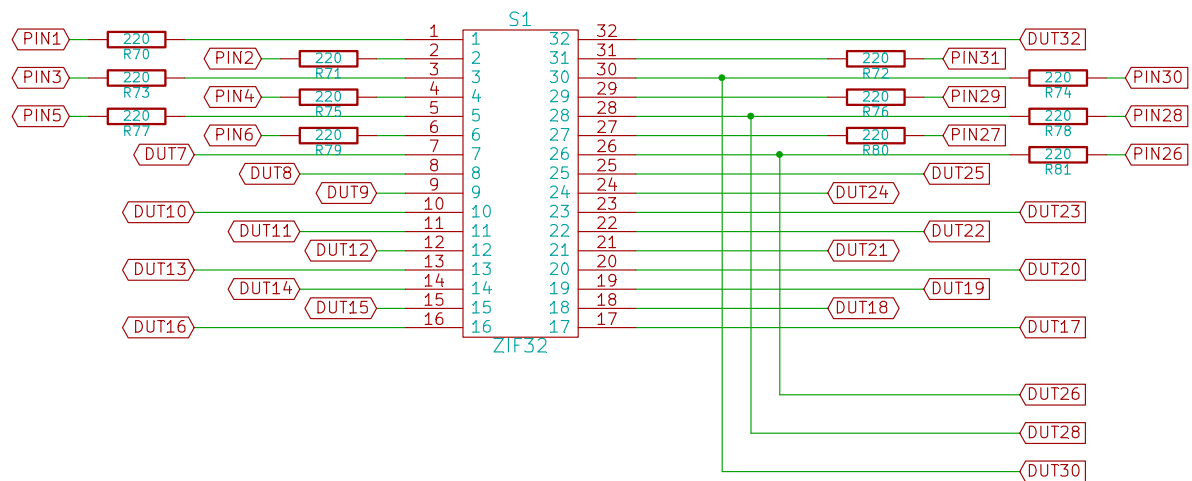 S1
PIN1 220 R70 1 1 32 32 DUT32
PIN2 220 R71 2 2 31 31 220 R72 PIN31
PIN3 220 R73 3 3 30 30 220 R74 PIN30
PIN4 220 R75 4 4 29 29 220 R76 PIN29
PIN5 220 R77 5 5 28 28 220 R78 PIN28
PIN6 220 R79 6 6 27 27 220 R80 PIN27
DUT7 7 7 26 26 220 R81 PIN26
DUT8 8 8 25 25 DUT25
DUT9 9 9 24 24 DUT24
DUT10 10 10 23 23 DUT23
DUT11 11 11 22 22 DUT22
DUT12 12 12 21 21 DUT21
DUT13 13 13 20 20 DUT20
DUT14 14 14 19 19 DUT19
DUT15 15 15 18 18 DUT18
DUT16 16 16 17 17 DUT17
ZIF32
DUT26
DUT28
DUT30